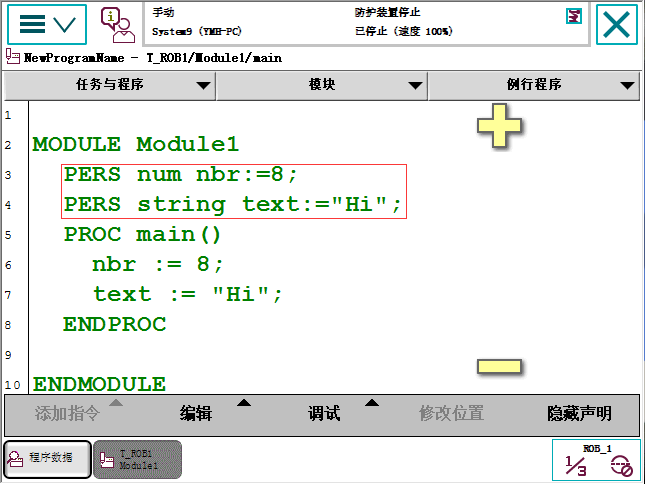 手动
防护装置停止
System9 (YMH-PC)
已停止 (速度 100%)
NewProgramName - T_ROB1/Module1/main
任务与程序
模块
例行程序
1
2 MODULE Module1
3 PERS num nbr:=8;
4 PERS string text:="Hi";
5 PROC main()
6 nbr := 8;
7 text := "Hi";
8 ENDPROC
9
10 ENDMODULE
添加指令
编辑
调试
修改位置
隐藏声明
程序数据
T_ROB1
Module1
ROB_1
1/3